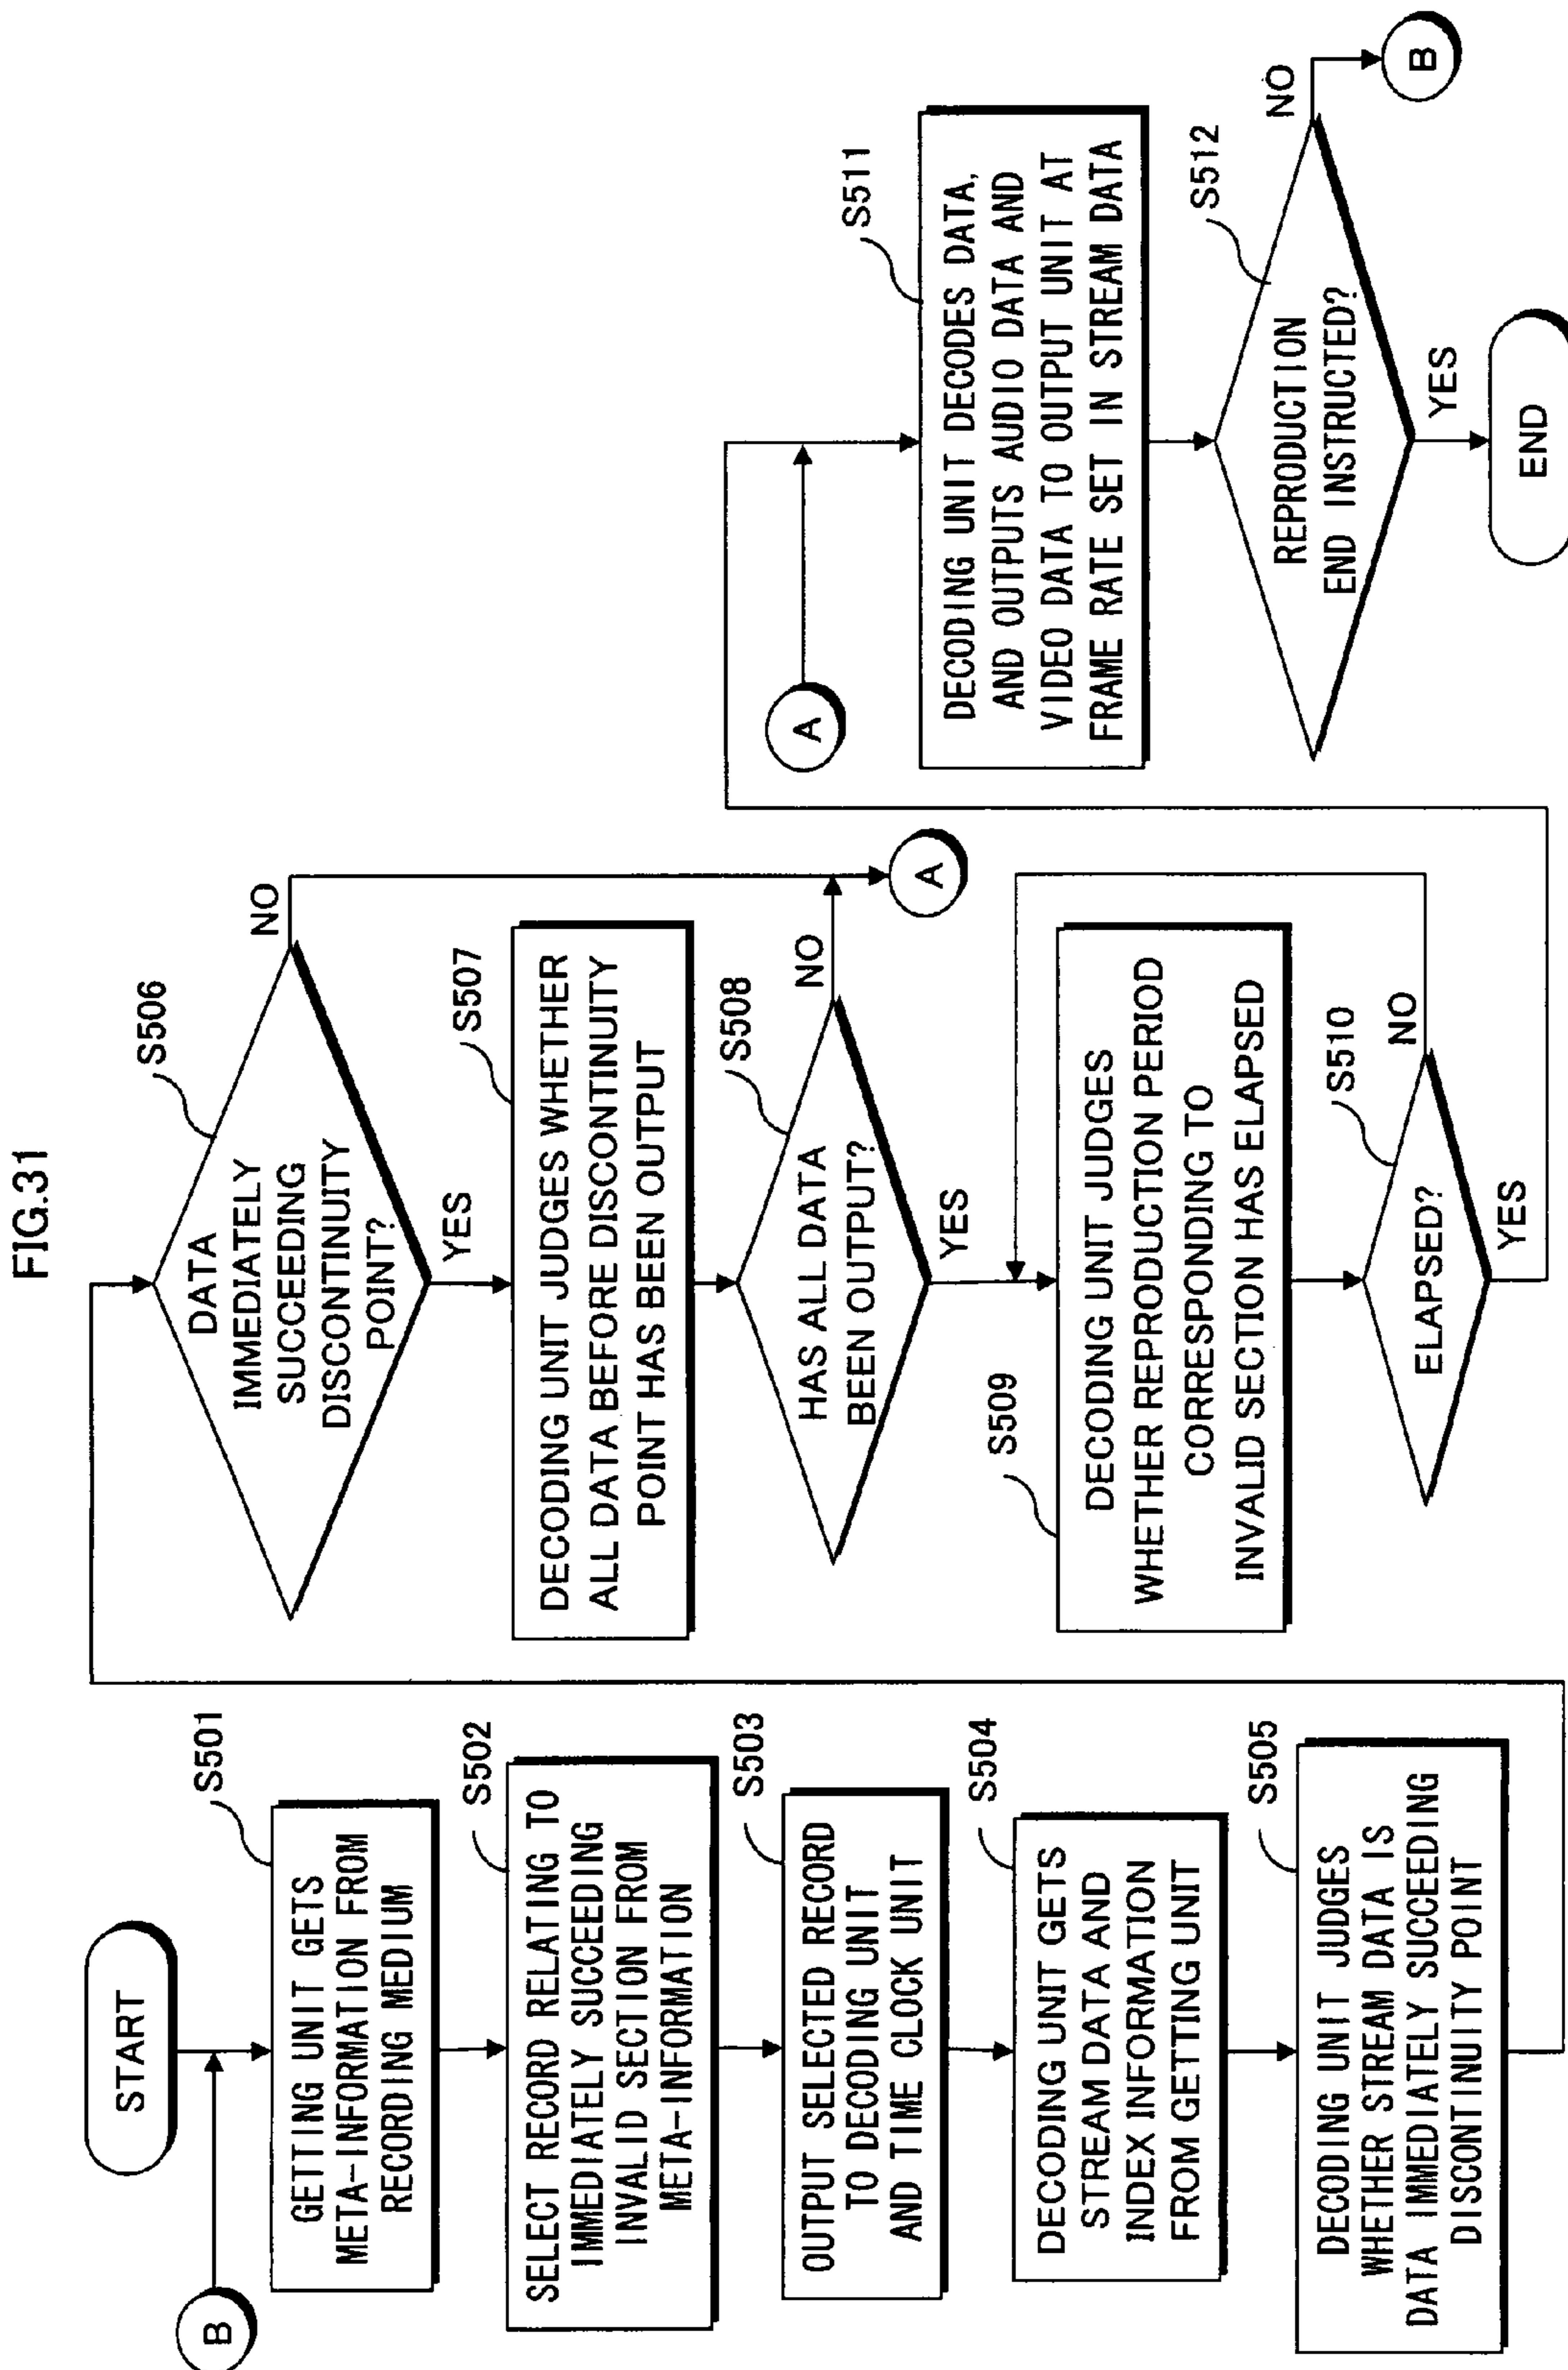 FIG.31
START
B
S501
GETTING UNIT GETS
META-INFORMATION FROM
RECORDING MEDIUM
S502
SELECT RECORD RELATING TO
IMMEDIATELY SUCCEEDING
INVALID SECTION FROM
META-INFORMATION
S503
OUTPUT SELECTED RECORD
TO DECODING UNIT
AND TIME CLOCK UNIT
S504
DECODING UNIT GETS
STREAM DATA AND
INDEX INFORMATION
FROM GETTING UNIT
S505
DECODING UNIT JUDGES
WHETHER STREAM DATA IS
DATA IMMEDIATELY SUCCEEDING
DISCONTINUITY POINT
S506
DATA
IMMEDIATELY
SUCCEEDING
DISCONTINUITY
POINT?
NO
YES
S507
DECODING UNIT JUDGES WHETHER
ALL DATA BEFORE DISCONTINUITY
POINT HAS BEEN OUTPUT
S508
HAS ALL DATA
BEEN OUTPUT?
NO
A
YES
S509
DECODING UNIT JUDGES
WHETHER REPRODUCTION PERIOD
CORRESPONDING TO
INVALID SECTION HAS ELAPSED
S510
ELAPSED?
NO
YES
A
S511
DECODING UNIT DECODES DATA,
AND OUTPUTS AUDIO DATA AND
VIDEO DATA TO OUTPUT UNIT AT
FRAME RATE SET IN STREAM DATA
S512
REPRODUCTION
END INSTRUCTED?
NO
B
YES
END